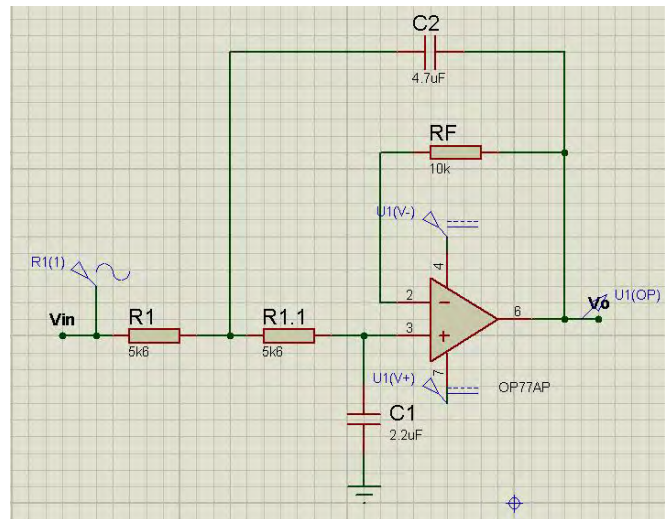 C2
4.7uF
RF
10k
U1(V-)
R1(1)
4
Vin
R1
5k6
R1.1
5k6
2
3
6
Vo
U1(OP)
7
U1(V+)
OP77AP
C1
2.2uF